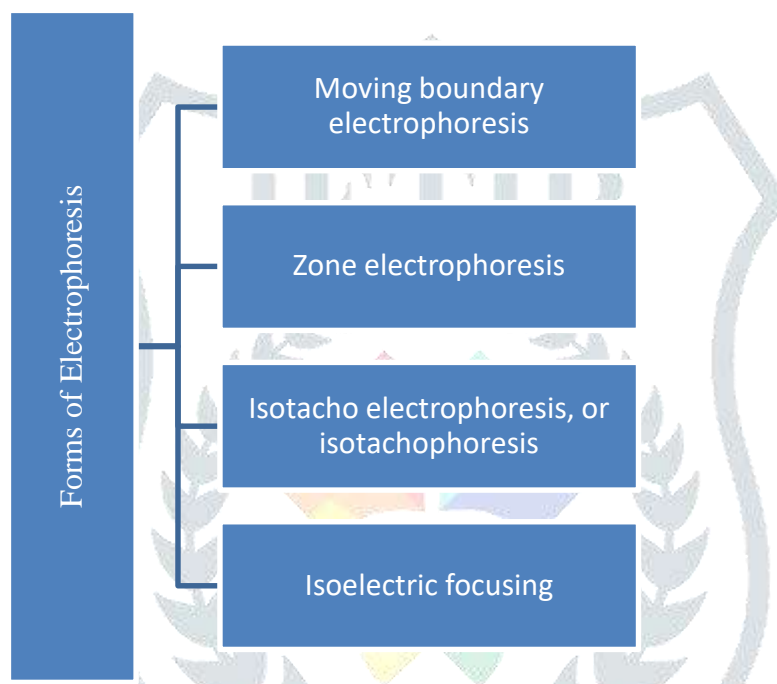 Forms of Electrophoresis
Moving boundary
electrophoresis
Zone electrophoresis
Isotacho electrophoresis, or
isotachophoresis
Isoelectric focusing